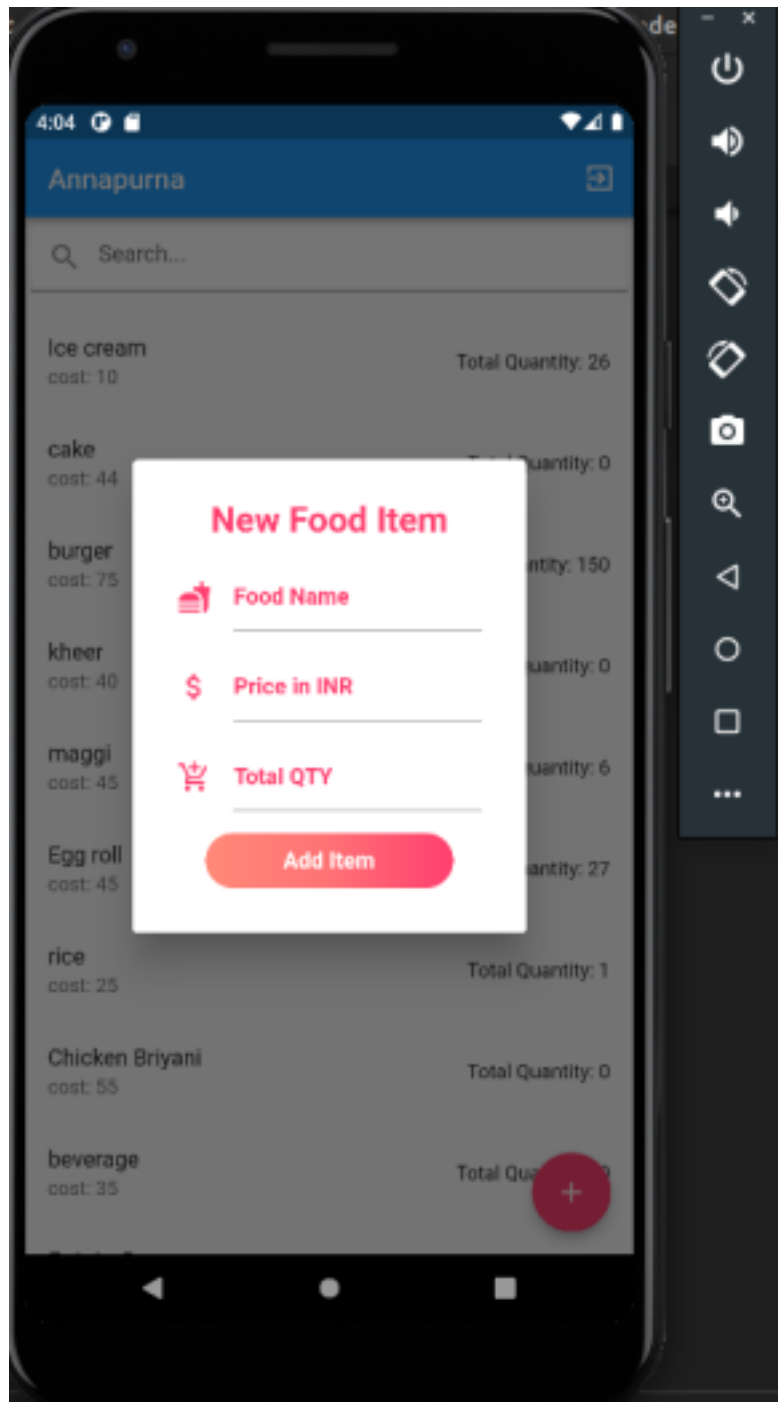 de
4:04
Annapurna
Search...
Ice cream
Total Quantity: 26
cost: 10
cake
uantity: 0
cost: 44
New Food Item
burger
ntity: 150
cost: 75
Food Name
kheer
uantity: 0
cost: 40
$ Price in INR
maggi
uantity: 6
cost: 45
Total QTY
Egg roll
antity: 27
cost: 45
Add Item
rice
Total Quantity: 1
cost: 25
Chicken Briyani
Total Quantity: 0
cost: 55
beverage
Total Qua
cost: 35
+